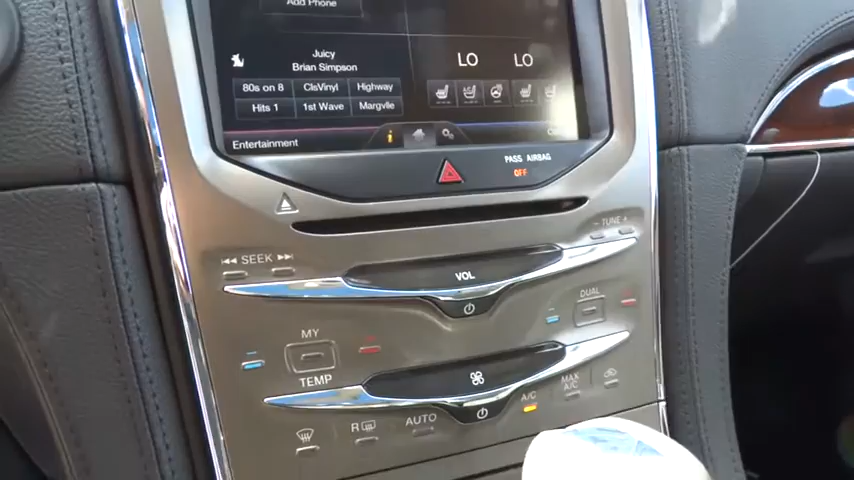 Add Phone
Juicy
Brian Simpson
LO LO
80s on 8 ClsVinyl Highway
Hits 1 1st Wave Margvlle
Entertainment
PASS AIRBAG
OFF
TUNE
SEEK
VOL
DUAL
MY
TEMP
A/C
MAX
A/C
R
AUTO